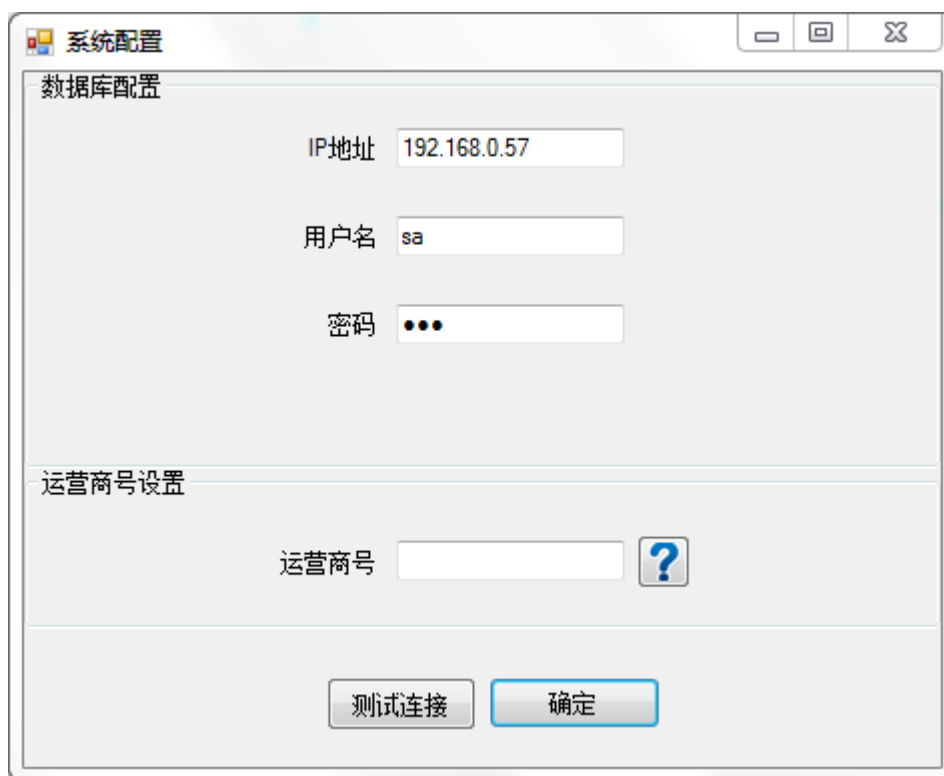 系统配置
数据库配置
IP地址 192.168.0.57
用户名 sa
密码 •••
运营商号设置
运营商号 ?
测试连接 确定